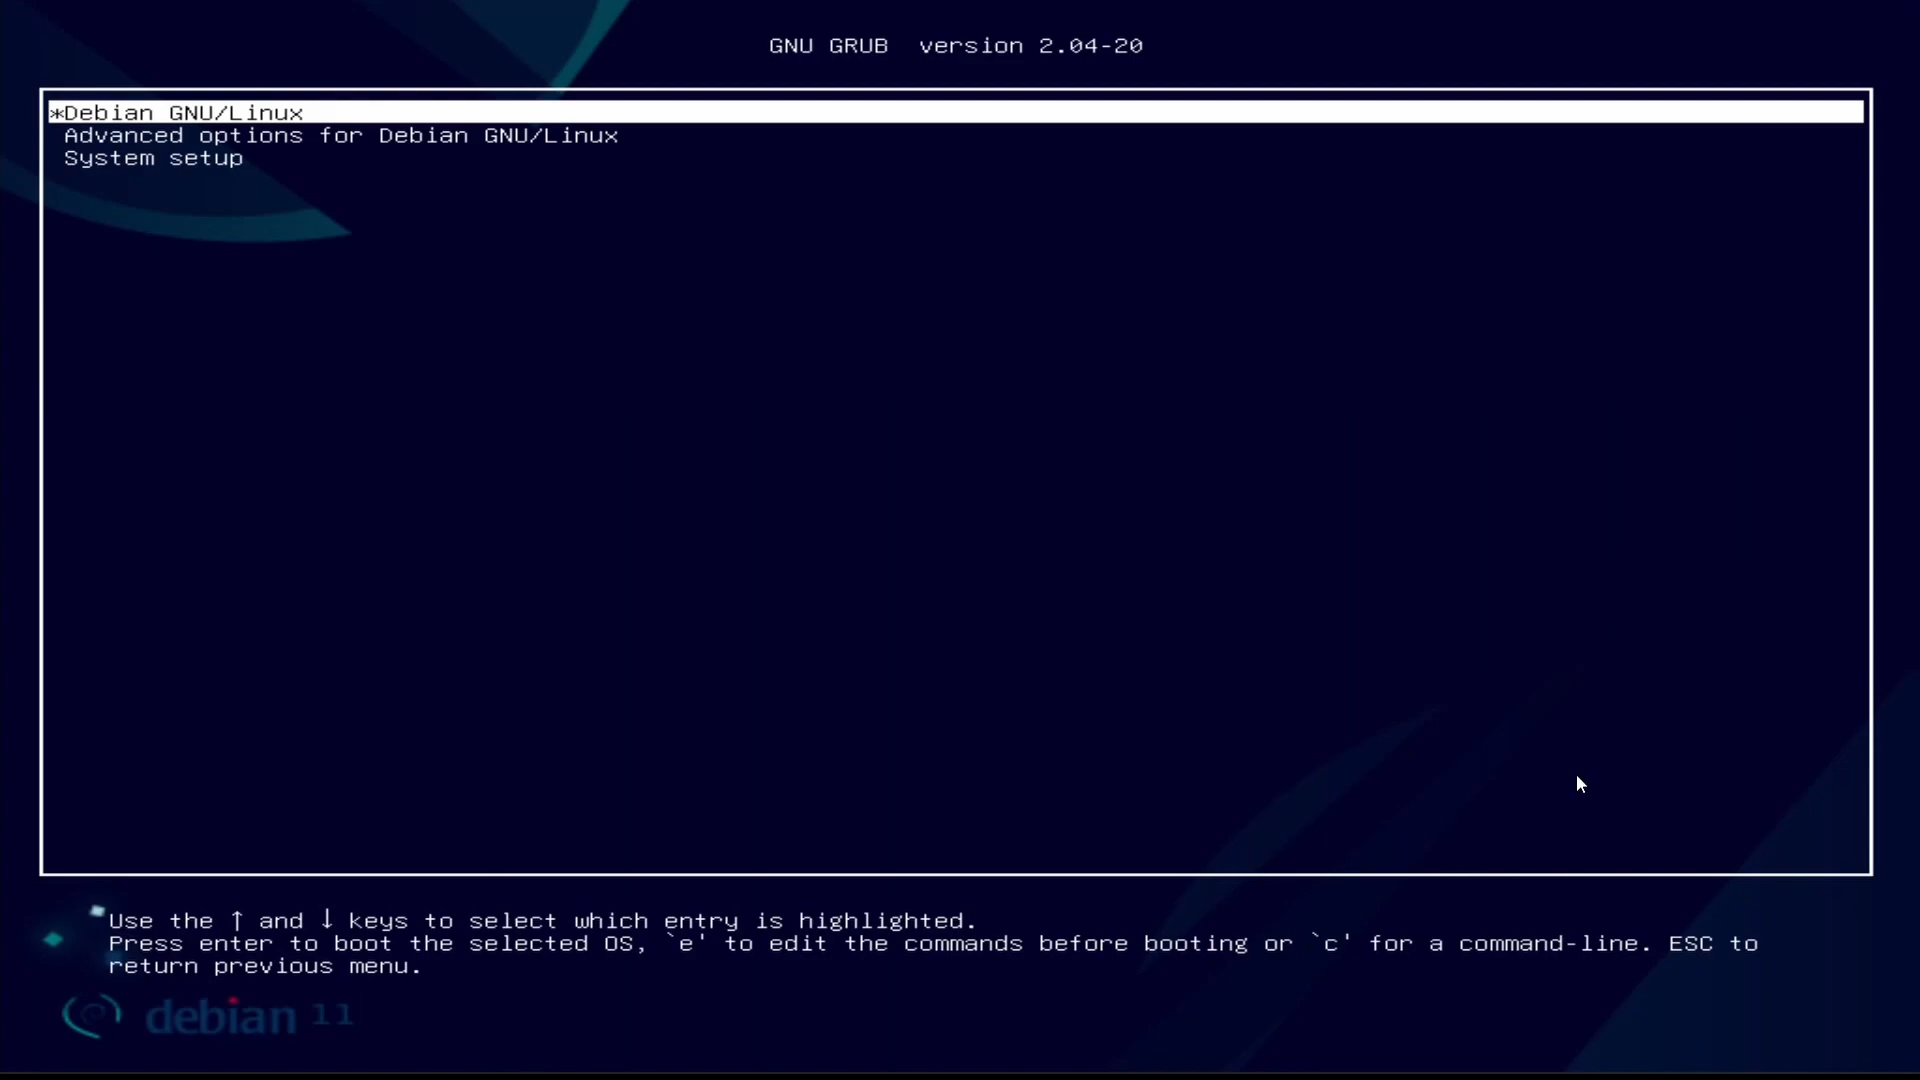 GNU GRUB  version 2.04-20
*Debian GNU/Linux
Advanced options for Debian GNU/Linux
System setup
Use the ↑ and ↓ keys to select which entry is highlighted.
Press enter to boot the selected OS, `e' to edit the commands before booting or `c' for a command-line. ESC to
return previous menu.
debian 11